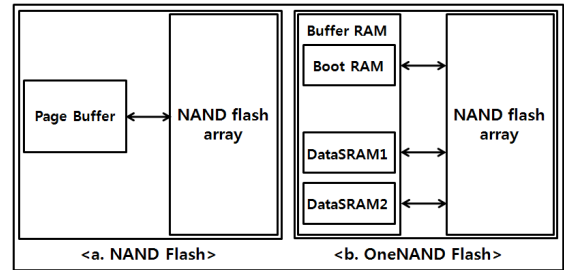 Page Buffer
NAND flash
array
<a. NAND Flash>
Buffer RAM
Boot RAM
DataSRAM1
DataSRAM2
NAND flash
array
<b. OneNAND Flash>